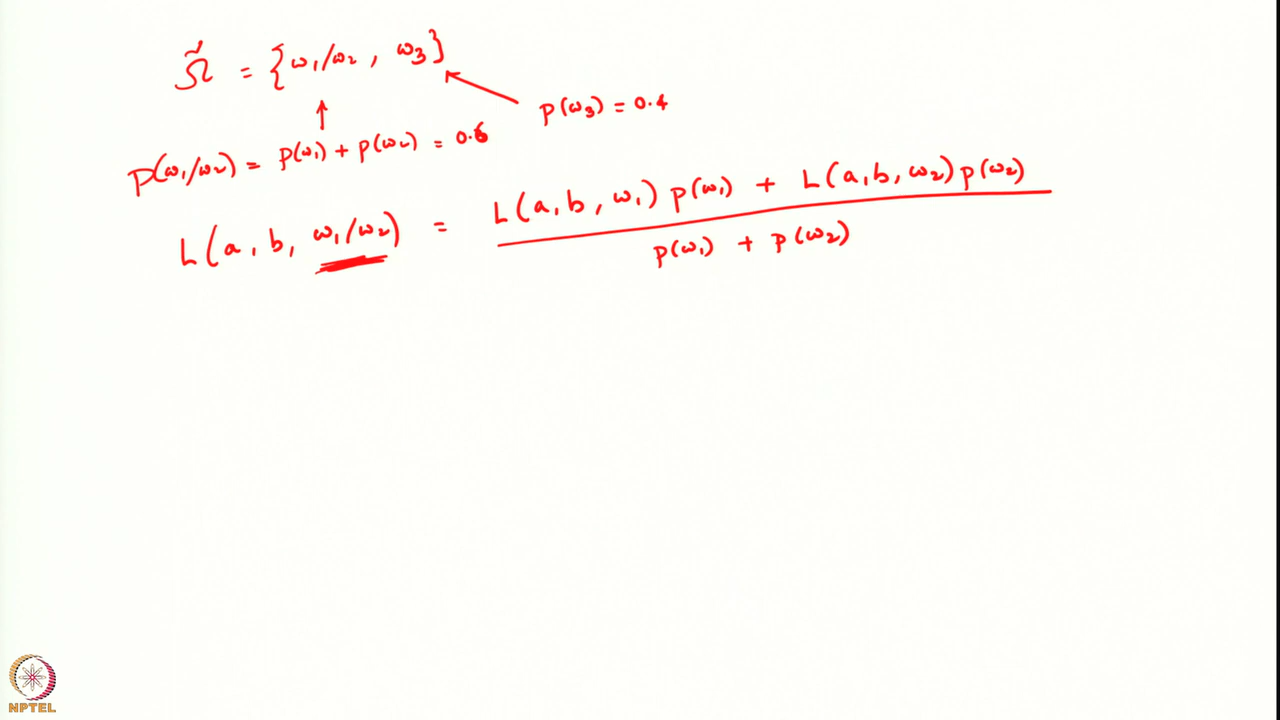 Ω̃ = {ω₁/ω₂, ω₃}
p(ω₃) = 0.4
p(ω₁/ω₂) = p(ω₁) + p(ω₂) = 0.6
L(a, b, ω₁/ω₂) = L(a, b, ω₁) p(ω₁) + L(a, b, ω₂) p(ω₂)
p(ω₁) + p(ω₂)
NPTEL